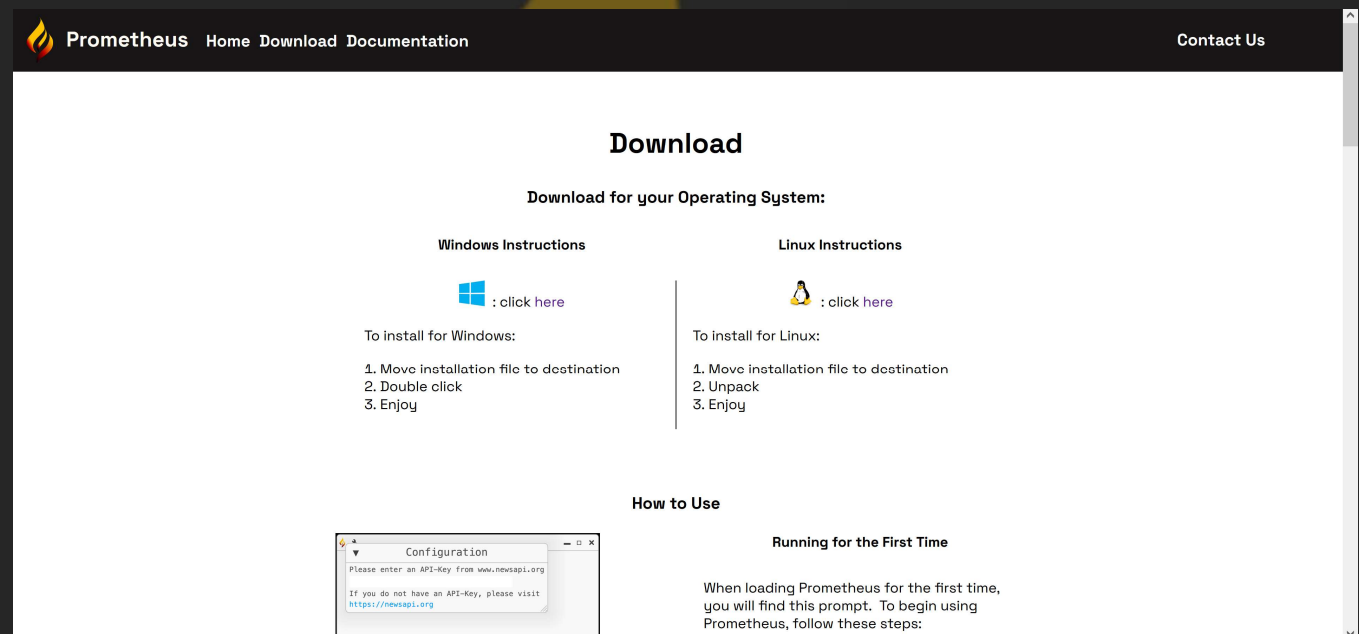 Prometheus Home Download Documentation Contact Us
Download
Download for your Operating System:
Windows Instructions
: click here
To install for Windows:
1. Move installation file to destination
2. Double click
3. Enjoy
Linux Instructions
: click here
To install for Linux:
1. Move installation file to destination
2. Unpack
3. Enjoy
How to Use
▼ Configuration
Please enter an API-Key from www.newsapi.org
If you do not have an API-Key, please visit
https://newsapi.org
Running for the First Time
When loading Prometheus for the first time,
you will find this prompt. To begin using
Prometheus, follow these steps: